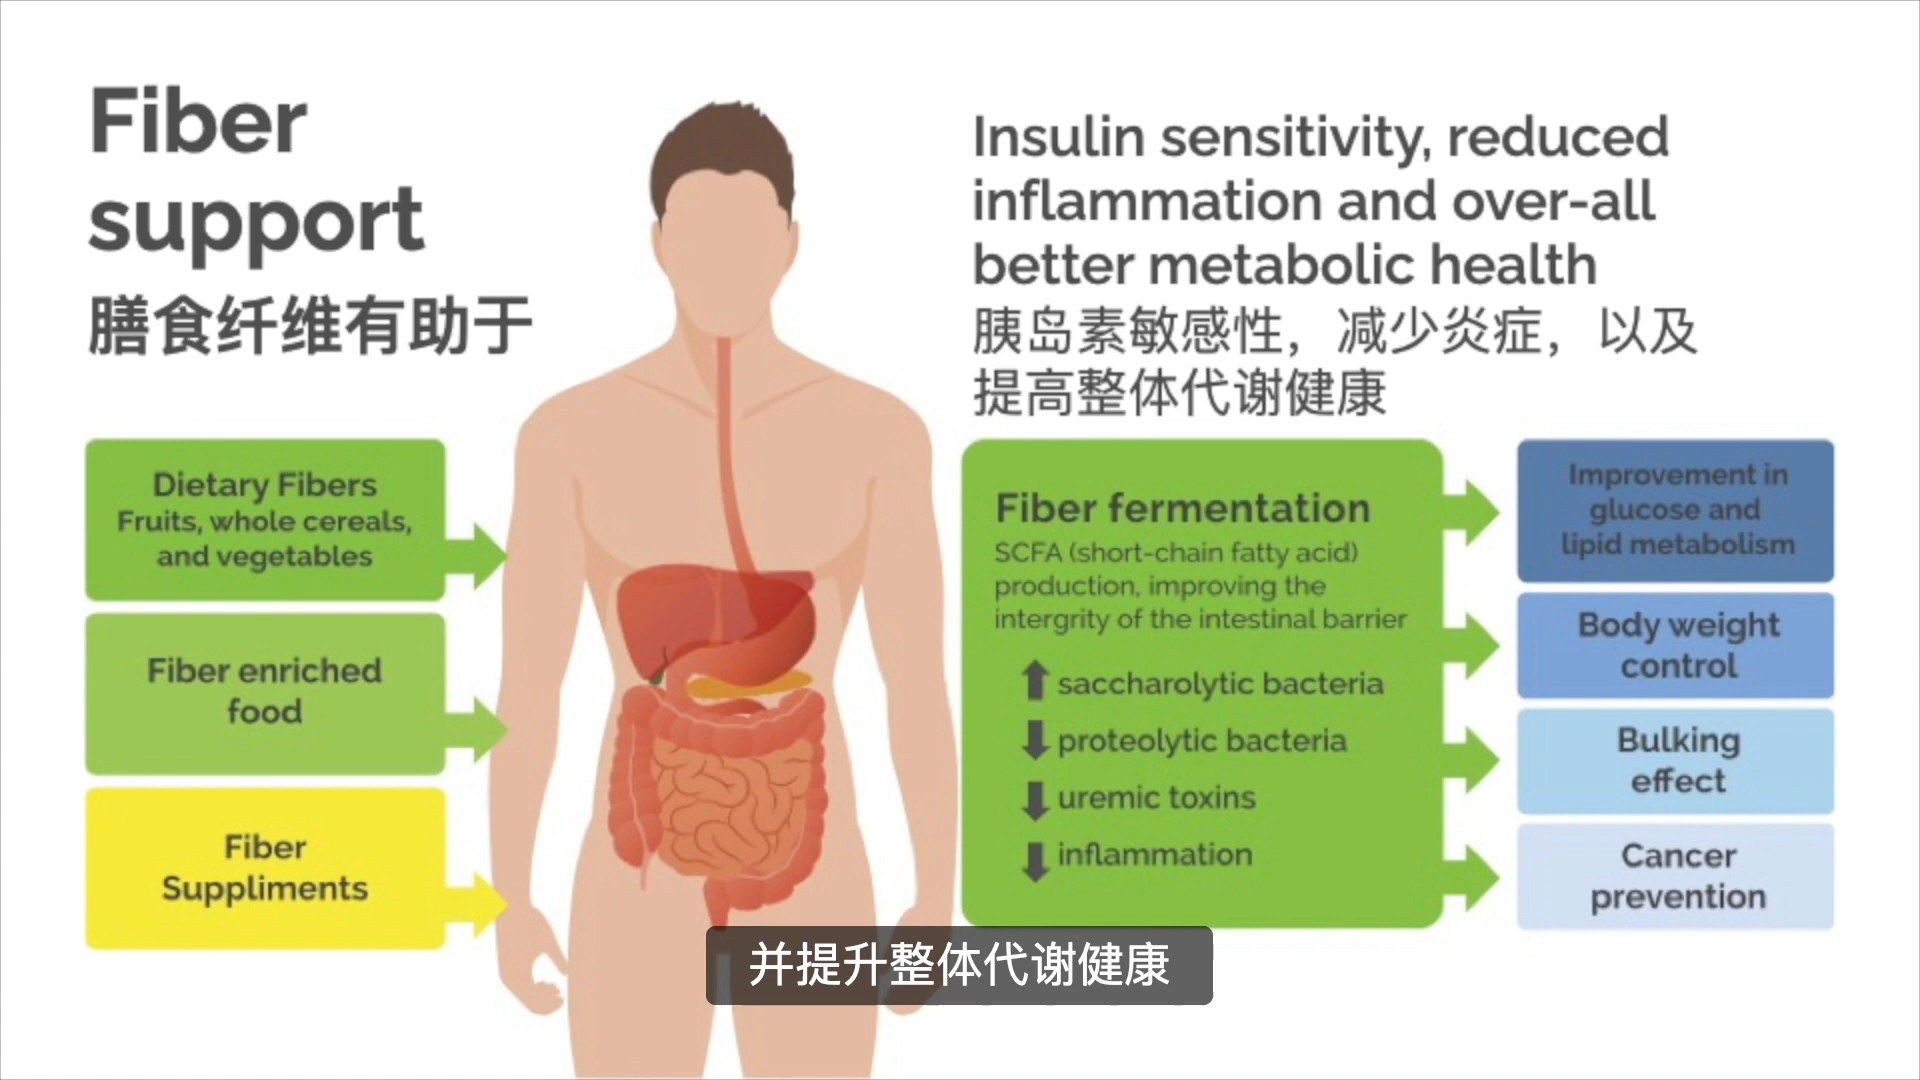 Fiber
support
膳食纤维有助于
Insulin sensitivity, reduced
inflammation and over-all
better metabolic health
胰岛素敏感性，减少炎症，以及
提高整体代谢健康
Dietary Fibers
Fruits, whole cereals,
and vegetables
Fiber enriched
food
Fiber
Suppliments
Fiber fermentation
SCFA (short-chain fatty acid)
production, improving the
intergrity of the intestinal barrier
saccharolytic bacteria
proteolytic bacteria
uremic toxins
inflammation
Improvement in
glucose and
lipid metabolism
Body weight
control
Bulking
effect
Cancer
prevention
并提升整体代谢健康